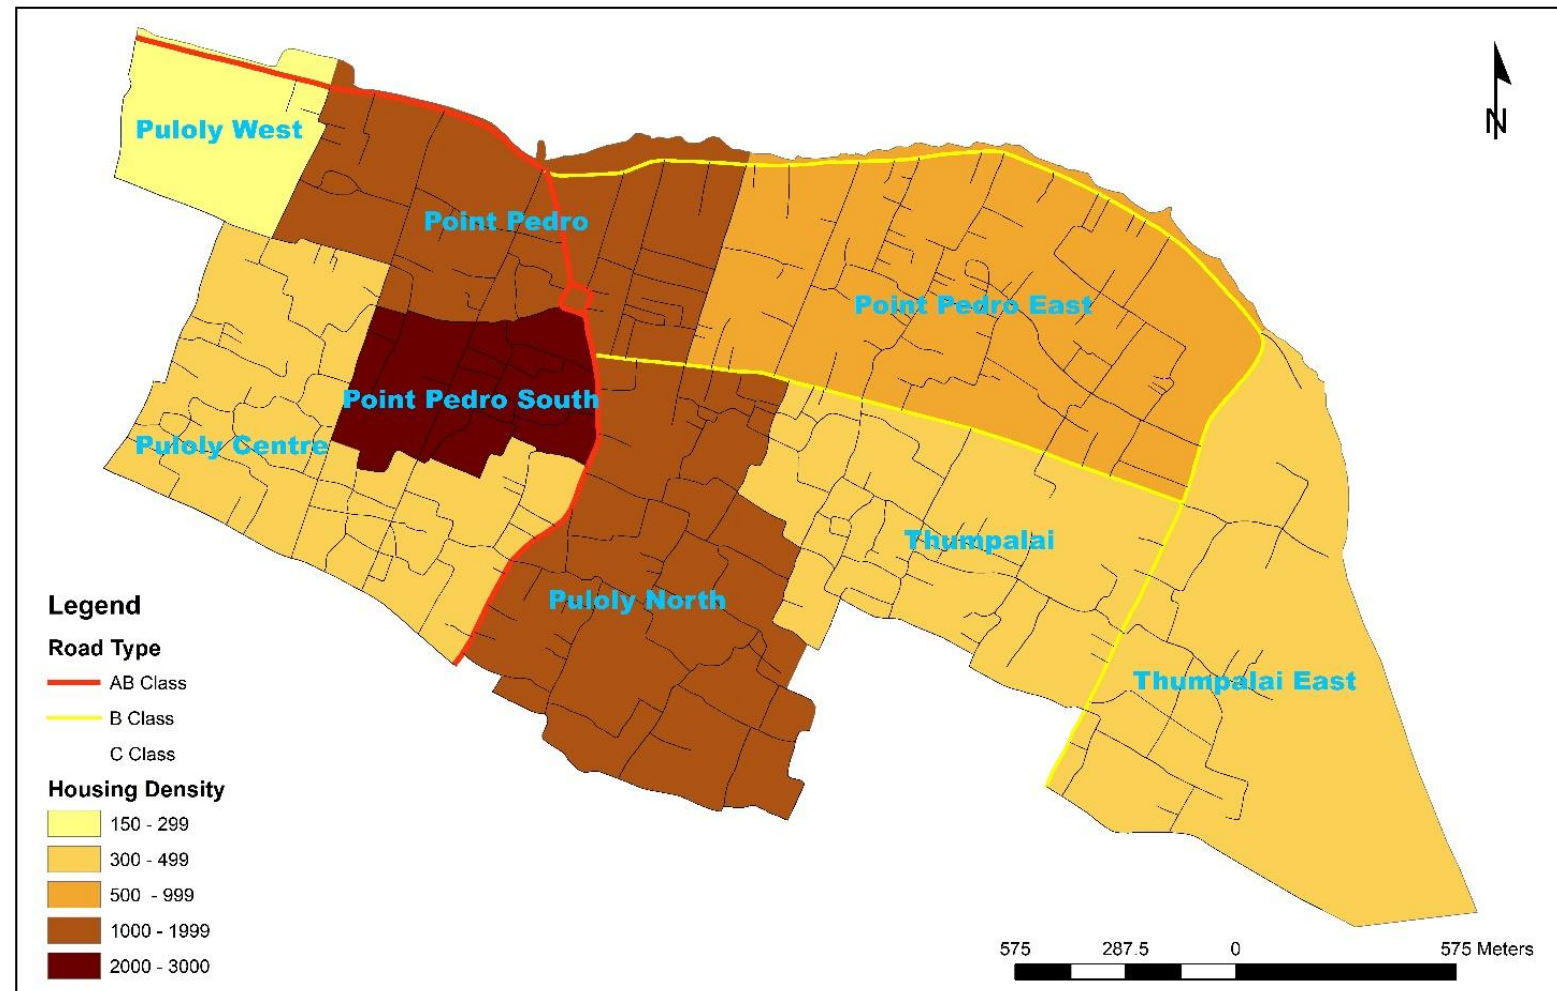 N
Puloly West
Point Pedro
Point Pedro East
Point Pedro South
Puloly Centre
Thumpalai
Puloly North
Thumpalai East
Legend
Road Type
AB Class
B Class
C Class
Housing Density
150 - 299
300 - 499
500 - 999
1000 - 1999
2000 - 3000
575 287.5 0 575 Meters